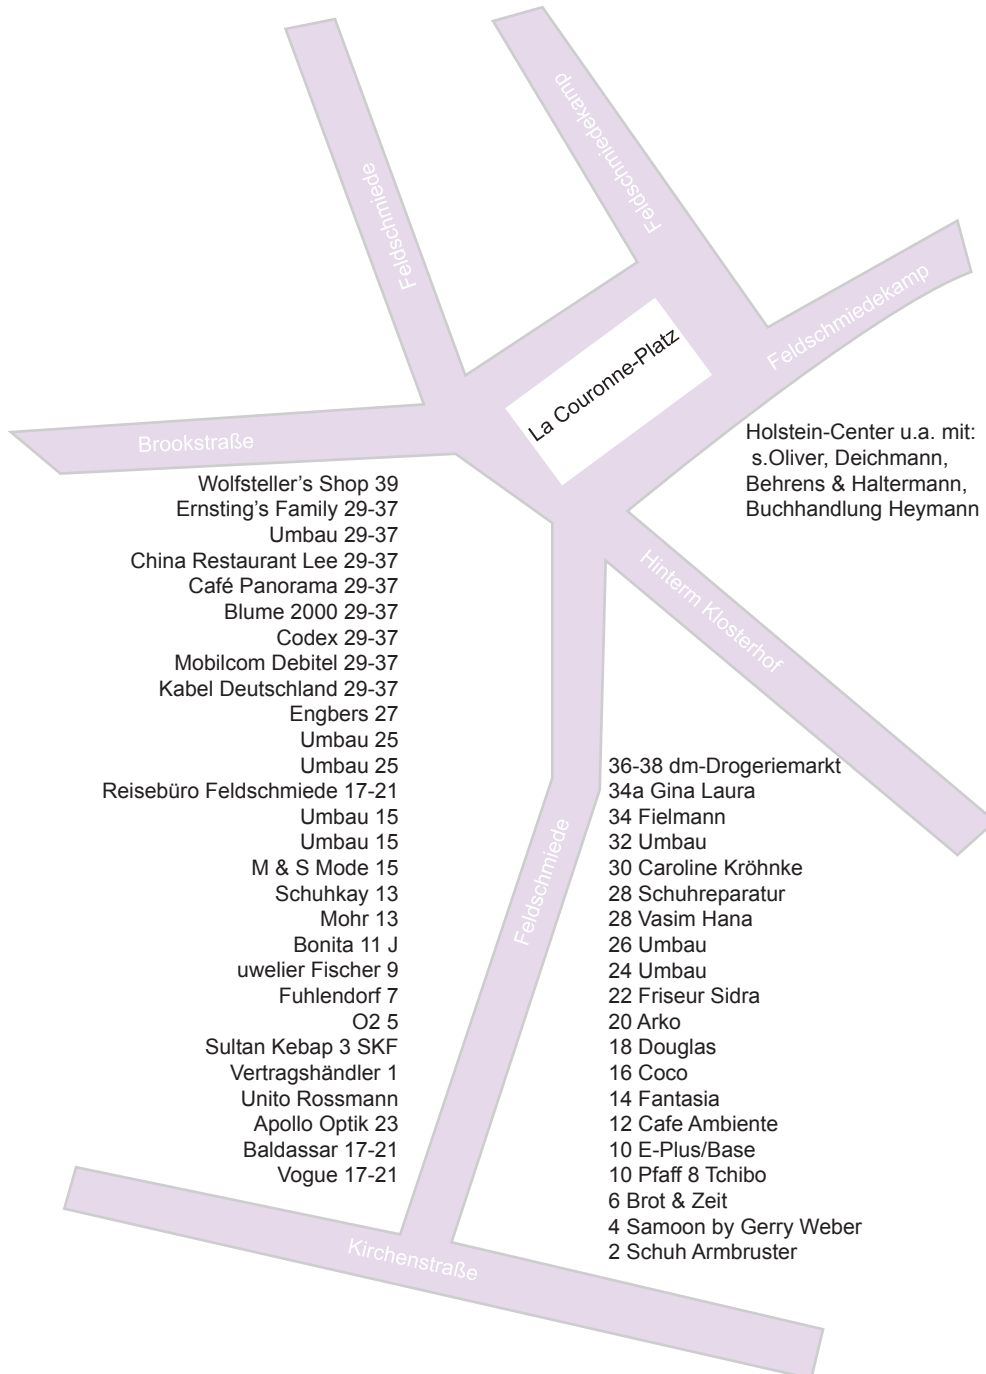 Feldschmiedekamp
Feldschmiede
Feldschmiedekamp
La Couronne-Platz
Brookstraße
Holstein-Center u.a. mit:
s.Oliver, Deichmann,
Behrens & Haltermann,
Buchhandlung Heymann
Hinterm Klosterhof
Wolfsteller’s Shop 39
Ernsting’s Family 29-37
Umbau 29-37
China Restaurant Lee 29-37
Café Panorama 29-37
Blume 2000 29-37
Codex 29-37
Mobilcom Debitel 29-37
Kabel Deutschland 29-37
Engbers 27
Umbau 25
Umbau 25
Reisebüro Feldschmiede 17-21
Umbau 15
Umbau 15
M & S Mode 15
Schuhkay 13
Mohr 13
Bonita 11 J
uwelier Fischer 9
Fuhlendorf 7
O2 5
Sultan Kebap 3 SKF
Vertragshändler 1
Unito Rossmann
Apollo Optik 23
Baldassar 17-21
Vogue 17-21
Feldschmiede
36-38 dm-Drogeriemarkt
34a Gina Laura
34 Fielmann
32 Umbau
30 Caroline Kröhnke
28 Schuhreparatur
28 Vasim Hana
26 Umbau
24 Umbau
22 Friseur Sidra
20 Arko
18 Douglas
16 Coco
14 Fantasia
12 Cafe Ambiente
10 E-Plus/Base
10 Pfaff 8 Tchibo
6 Brot & Zeit
4 Samoon by Gerry Weber
2 Schuh Armbruster
Kirchenstraße